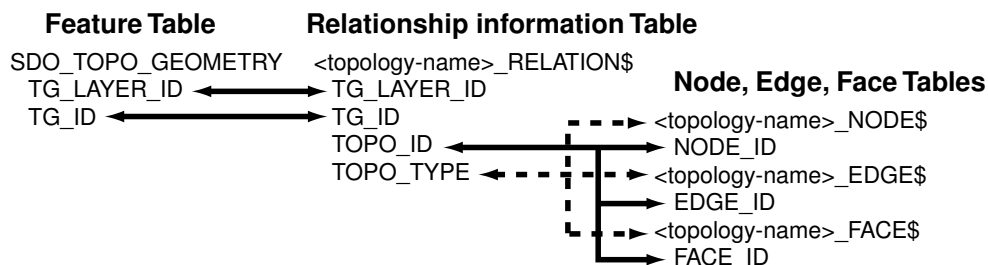 Feature Table
SDO_TOPO_GEOMETRY
TG_LAYER_ID
TG_ID
Relationship information Table
<topology-name>_RELATION$
TG_LAYER_ID
TG_ID
TOPO_ID
TOPO_TYPE
Node, Edge, Face Tables
<topology-name>_NODE$
NODE_ID
<topology-name>_EDGE$
EDGE_ID
<topology-name>_FACE$
FACE_ID